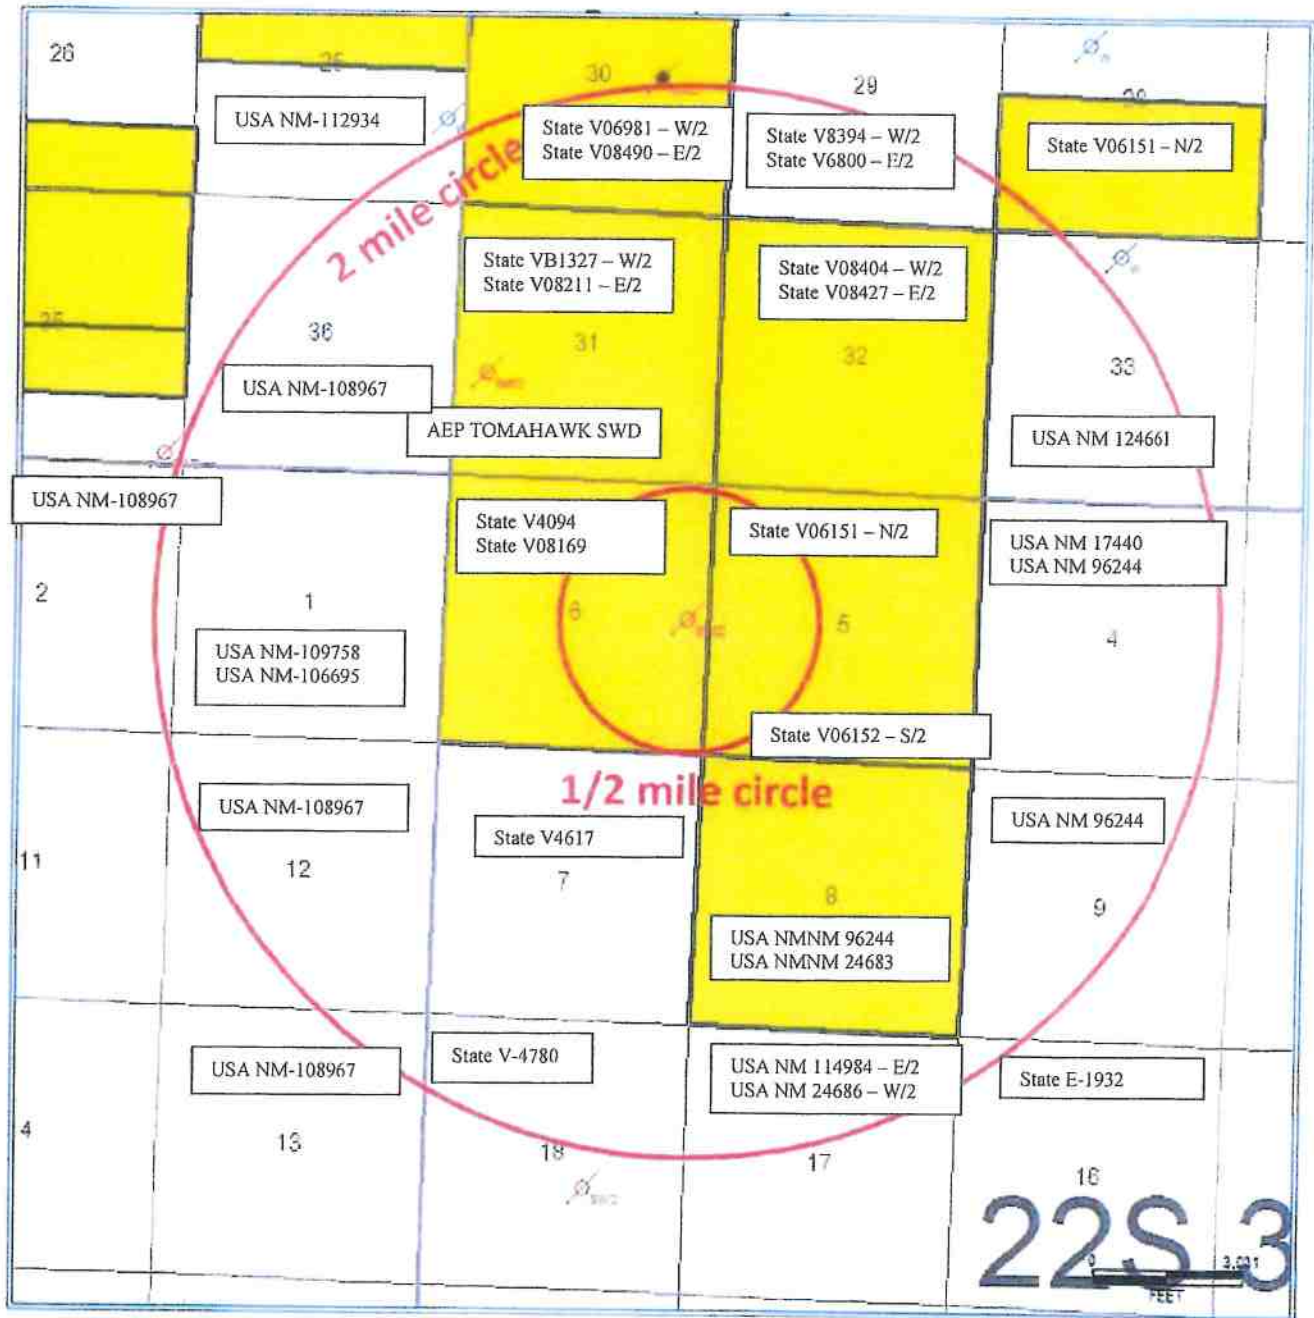 26
25
30
29
28
USA NM-112934
State V06981 – W/2
State V08490 – E/2
State V8394 – W/2
State V6800 – E/2
State V06151 – N/2
2 mile circle
State VB1327 – W/2
State V08211 – E/2
State V08404 – W/2
State V08427 – E/2
35
36
31
32
33
USA NM-108967
AEP TOMAHAWK SWD
USA NM 124661
USA NM-108967
State V4094
State V08169
State V06151 – N/2
USA NM 17440
USA NM 96244
2
1
6
5
4
USA NM-109758
USA NM-106695
State V06152 – S/2
1/2 mile circle
USA NM-108967
State V4617
USA NM 96244
11
12
7
8
9
USA NMNM 96244
USA NMNM 24683
USA NM-108967
State V-4780
USA NM 114984 – E/2
USA NM 24686 – W/2
State E-1932
4
13
18
17
16
22S 3
0
FEET